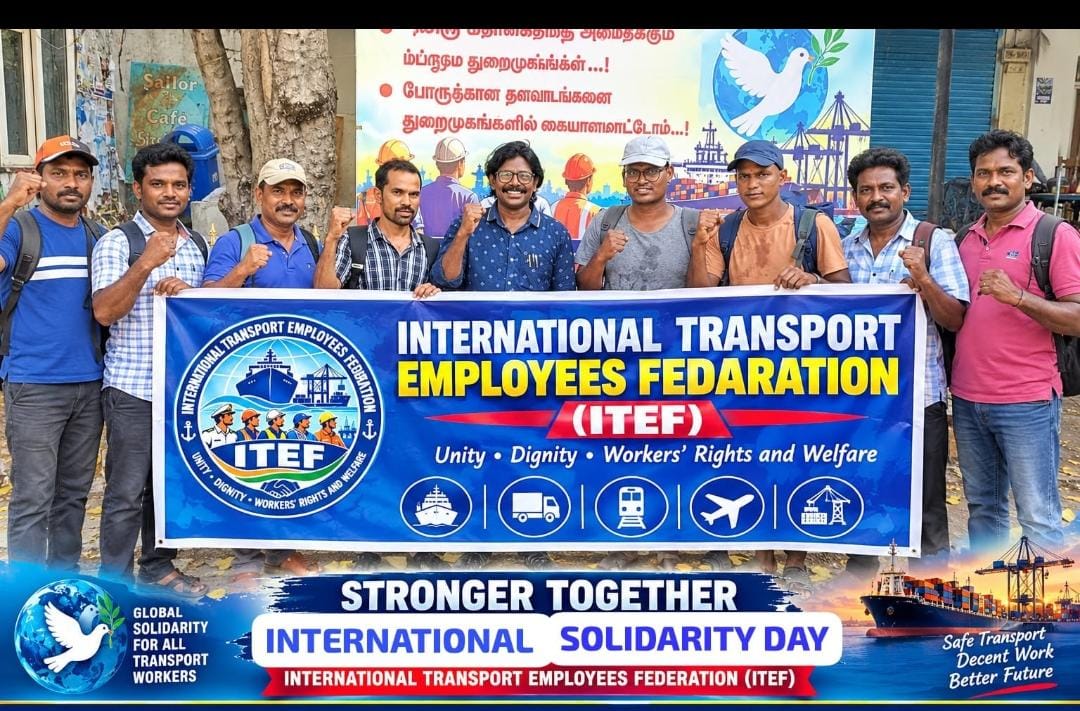 துறைமுகங்கள்...!
போருக்கான தளவாடங்களை
துறைமுகங்களில் கையாளமாட்டோம்...!
Sailor
Cafe
INTERNATIONAL TRANSPORT EMPLOYEES FEDERATION
ITEF
UNITY • DIGNITY • WORKERS' RIGHTS AND WELFARE
INTERNATIONAL TRANSPORT
EMPLOYEES FEDARATION
(ITEF)
Unity • Dignity • Workers' Rights and Welfare
GLOBAL
SOLIDARITY
FOR ALL
TRANSPORT
WORKERS
STRONGER TOGETHER
INTERNATIONAL SOLIDARITY DAY
INTERNATIONAL TRANSPORT EMPLOYEES FEDERATION (ITEF)
Safe Transport
Decent Work
Better Future